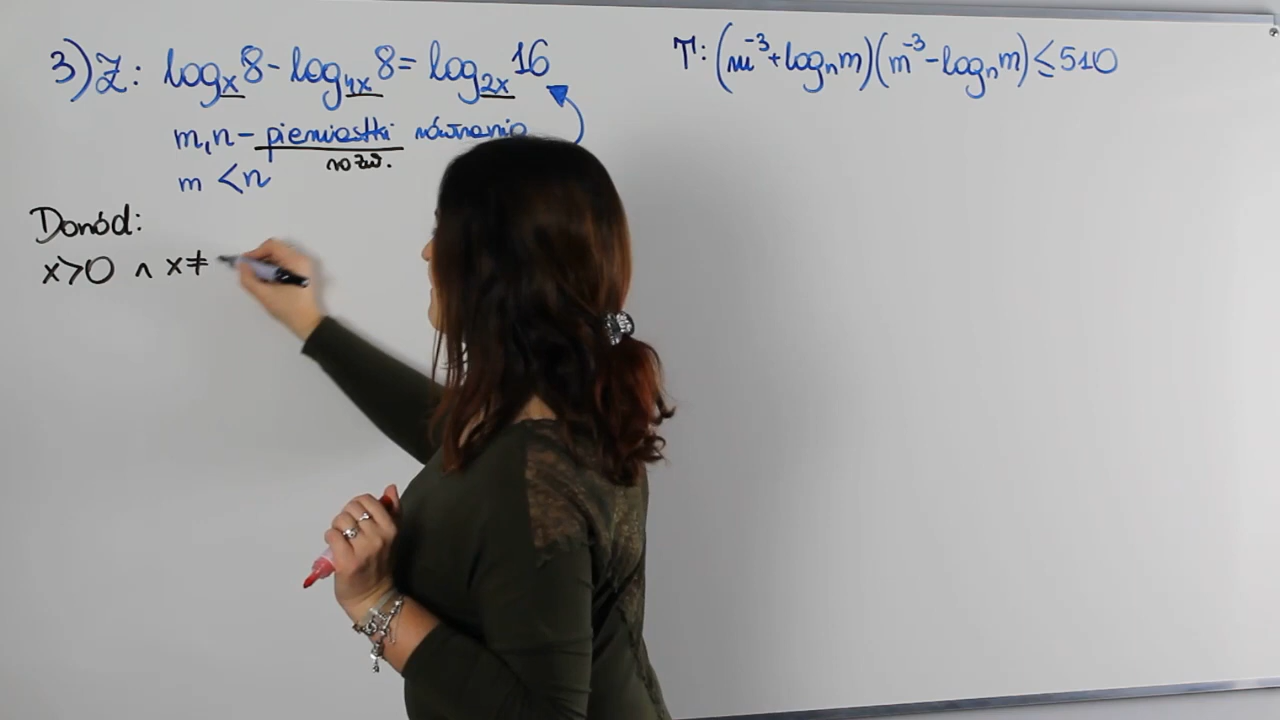 3) Z: log_x 8 - log_4x 8 = log_2x 16
m,n - pierwiastki równania
rozw.
m < n
T: (m^-3 + log_n m)(m^-3 - log_n m) ≤ 510
Dowód:
x>0 ∧ x≠